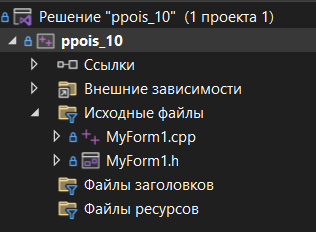 Решение "ppois_10" (1 проекта 1)
ppois_10
Ссылки
Внешние зависимости
Исходные файлы
MyForm1.cpp
MyForm1.h
Файлы заголовков
Файлы ресурсов